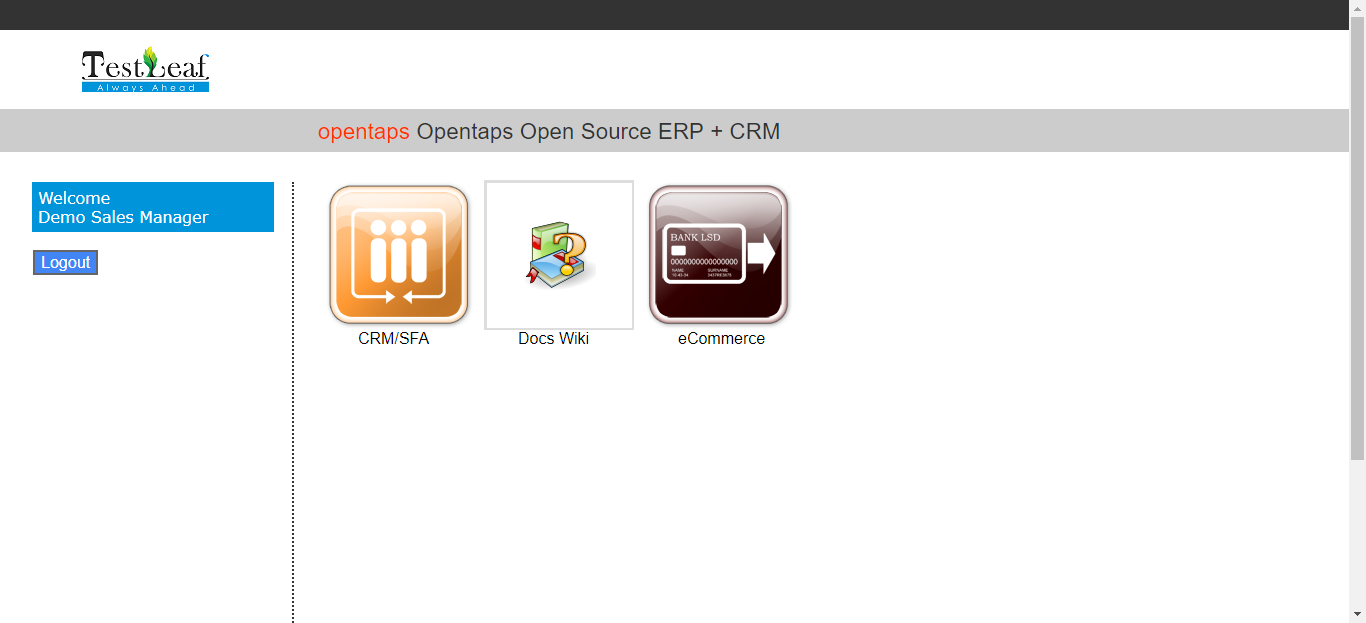 TestLeaf
Always Ahead
opentaps Opentaps Open Source ERP + CRM
Welcome
Demo Sales Manager
Logout
BANK LSD
0000000000000000
NAME SURNAME
CRM/SFA
Docs Wiki
eCommerce